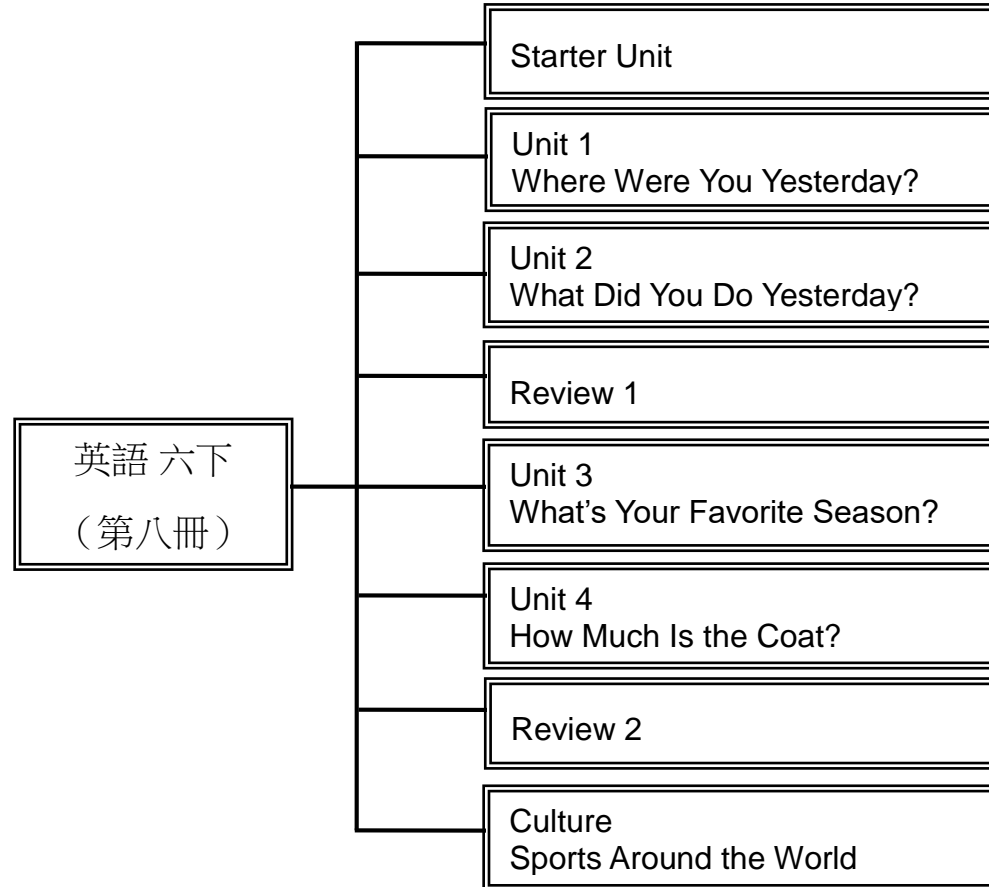 Starter Unit
Unit 1
Where Were You Yesterday?
Unit 2
What Did You Do Yesterday?
Review 1
英語 六下
（第八冊）
Unit 3
What’s Your Favorite Season?
Unit 4
How Much Is the Coat?
Review 2
Culture
Sports Around the World